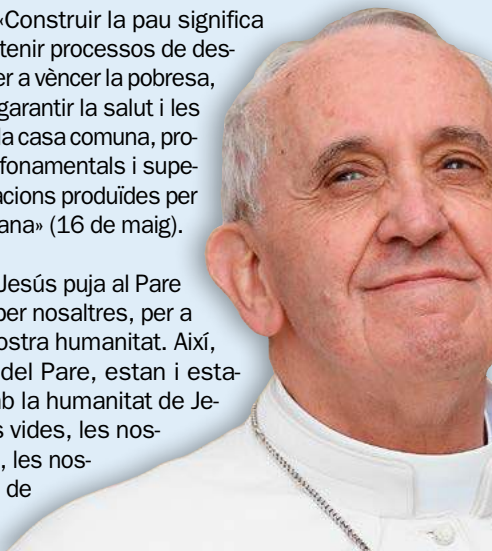 «Construir la pau significa
tenir processos de des-
er a vèncer la pobresa,
garantir la salut i les
la casa comuna, pro-
fonamentals i supe-
acions produïdes per
ana» (16 de maig).
Jesús puja al Pare
per nosaltres, per a
ostra humanitat. Així,
del Pare, estan i esta-
b la humanitat de Je-
s vides, les nos-
, les nos-
de